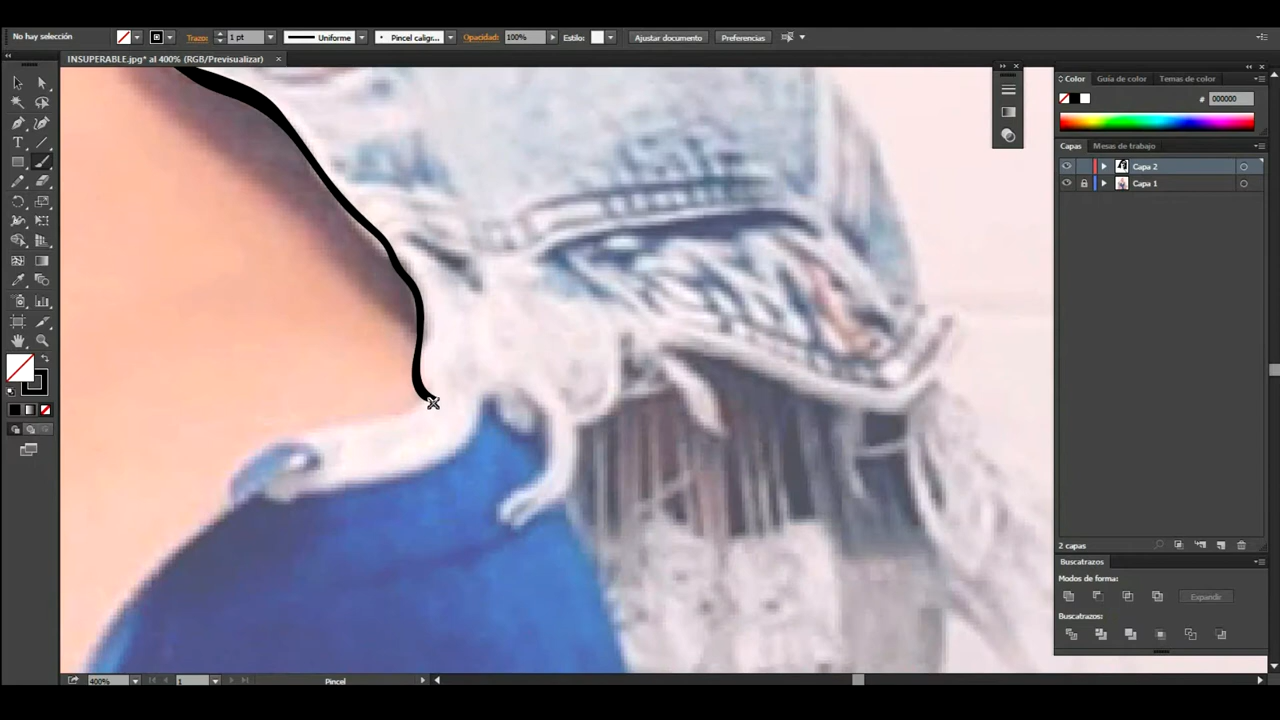 No hay selección Trazo: 1 pt Uniforme Pincel caligr... Opacidad: 100% Estilo: Ajustar documento Preferencias
INSUPERABLE.jpg* al 400% (RGB/Previsualizar) ×
Color Guía de color Temas de color
# 000000
Capas Mesas de trabajo
Capa 2
Capa 1
2 capas
Buscatrazos
Modos de forma:
Expandir
Buscatrazos:
400% 1 Pincel